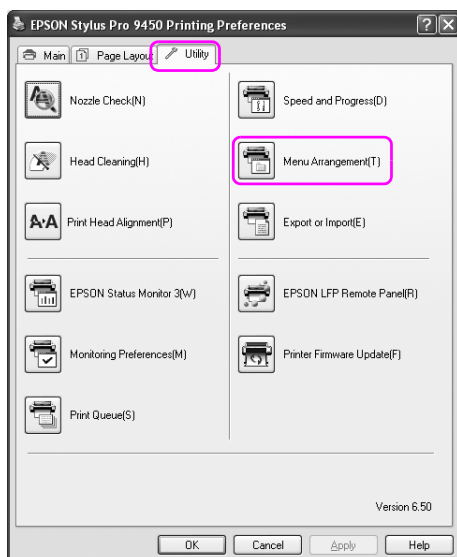 EPSON Stylus Pro 9450 Printing Preferences
Main
Page Layout
Utility
Nozzle Check(N)
Speed and Progress(D)
Head Cleaning(H)
Menu Arrangement(T)
Print Head Alignment(P)
Export or Import(E)
EPSON Status Monitor 3(W)
EPSON LFP Remote Panel(R)
Monitoring Preferences(M)
Printer Firmware Update(F)
Print Queue(S)
Version 6.50
OK
Cancel
Apply
Help